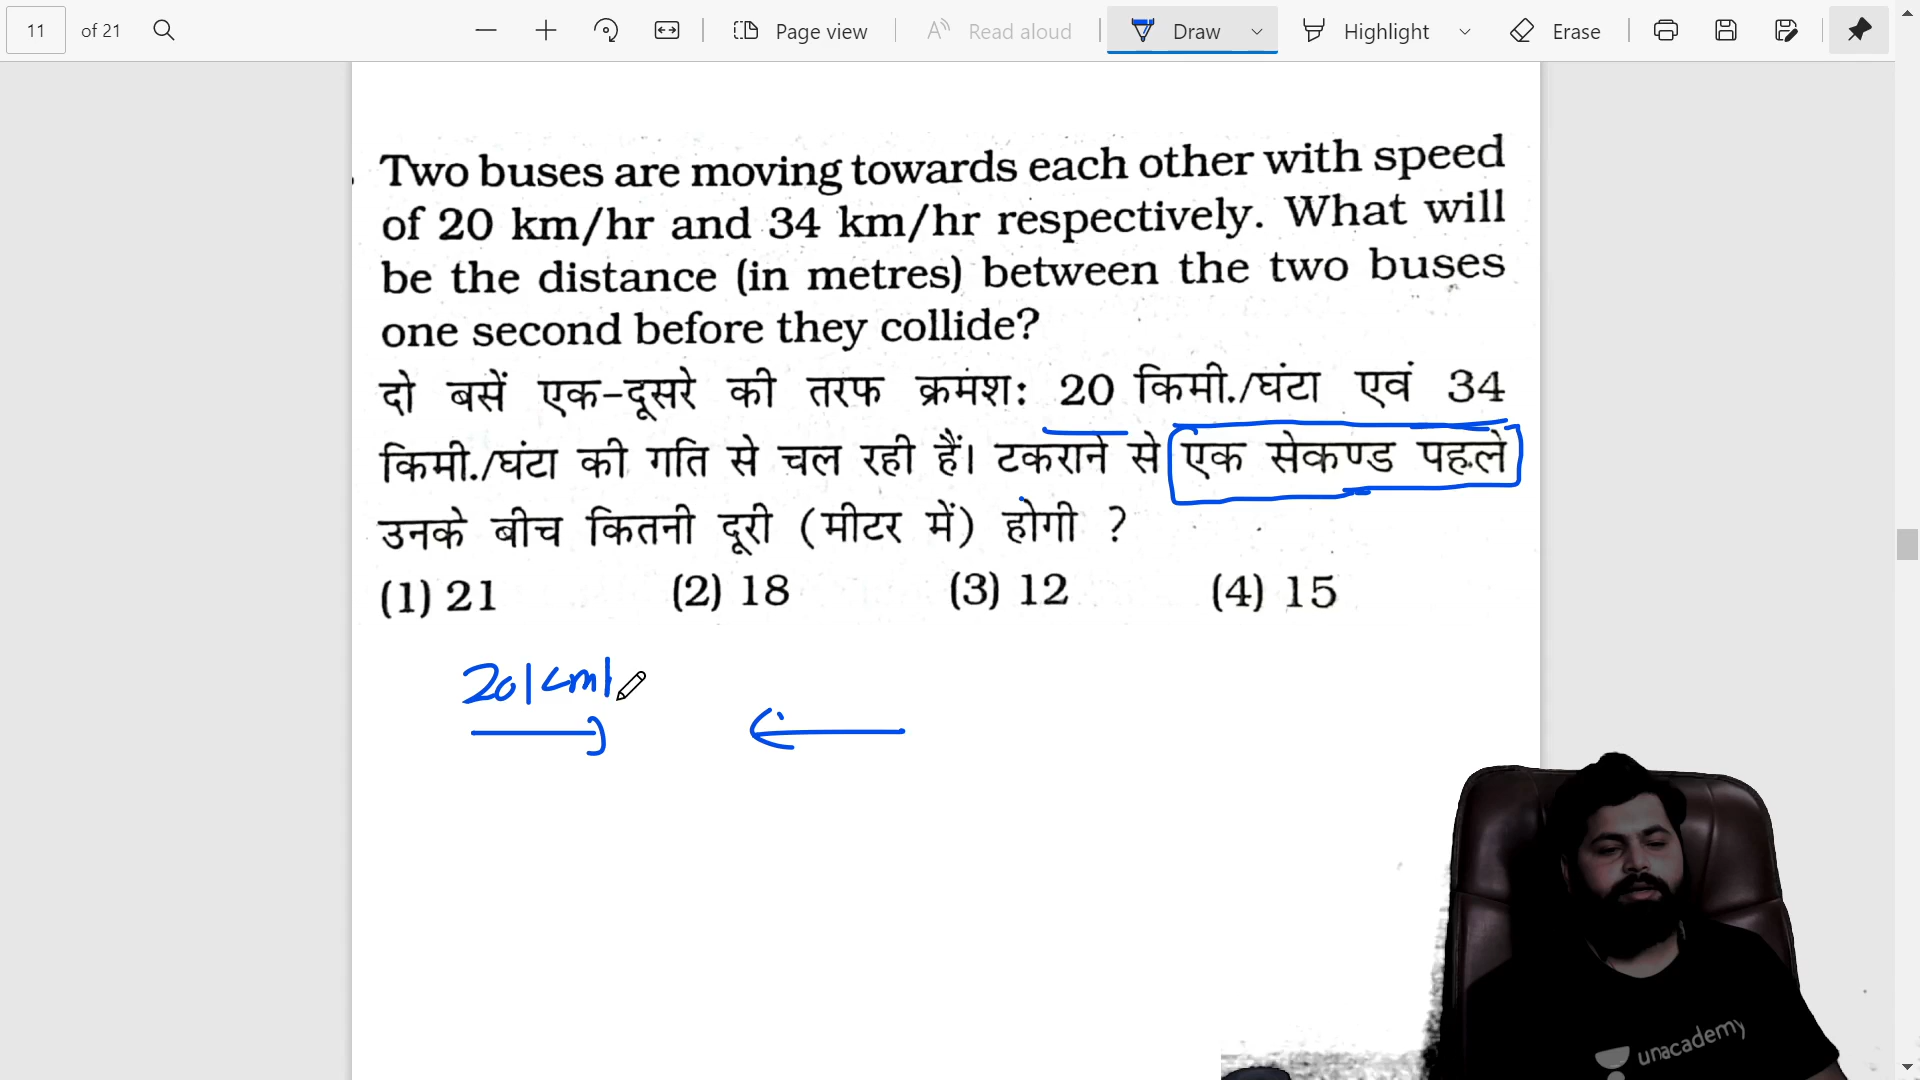 11 of 21 Page view Read aloud Draw Highlight Erase
Two buses are moving towards each other with speed
of 20 km/hr and 34 km/hr respectively. What will
be the distance (in metres) between the two buses
one second before they collide?
दो बसें एक-दूसरे की तरफ क्रमंश: 20 किमी./घंटा एवं 34
किमी./घंटा की गति से चल रही हैं। टकराने से एक सेकण्ड पहले
उनके बीच कितनी दूरी (मीटर में) होगी ?
(1) 21 (2) 18 (3) 12 (4) 15
20km/
unacademy